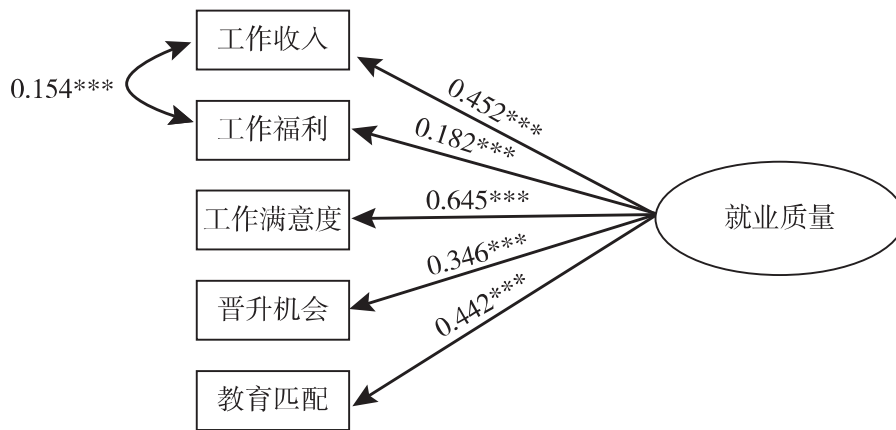 工作收入
0.154***
0.452***
工作福利
0.182***
工作满意度
0.645***
就业质量
0.346***
晋升机会
0.442***
教育匹配